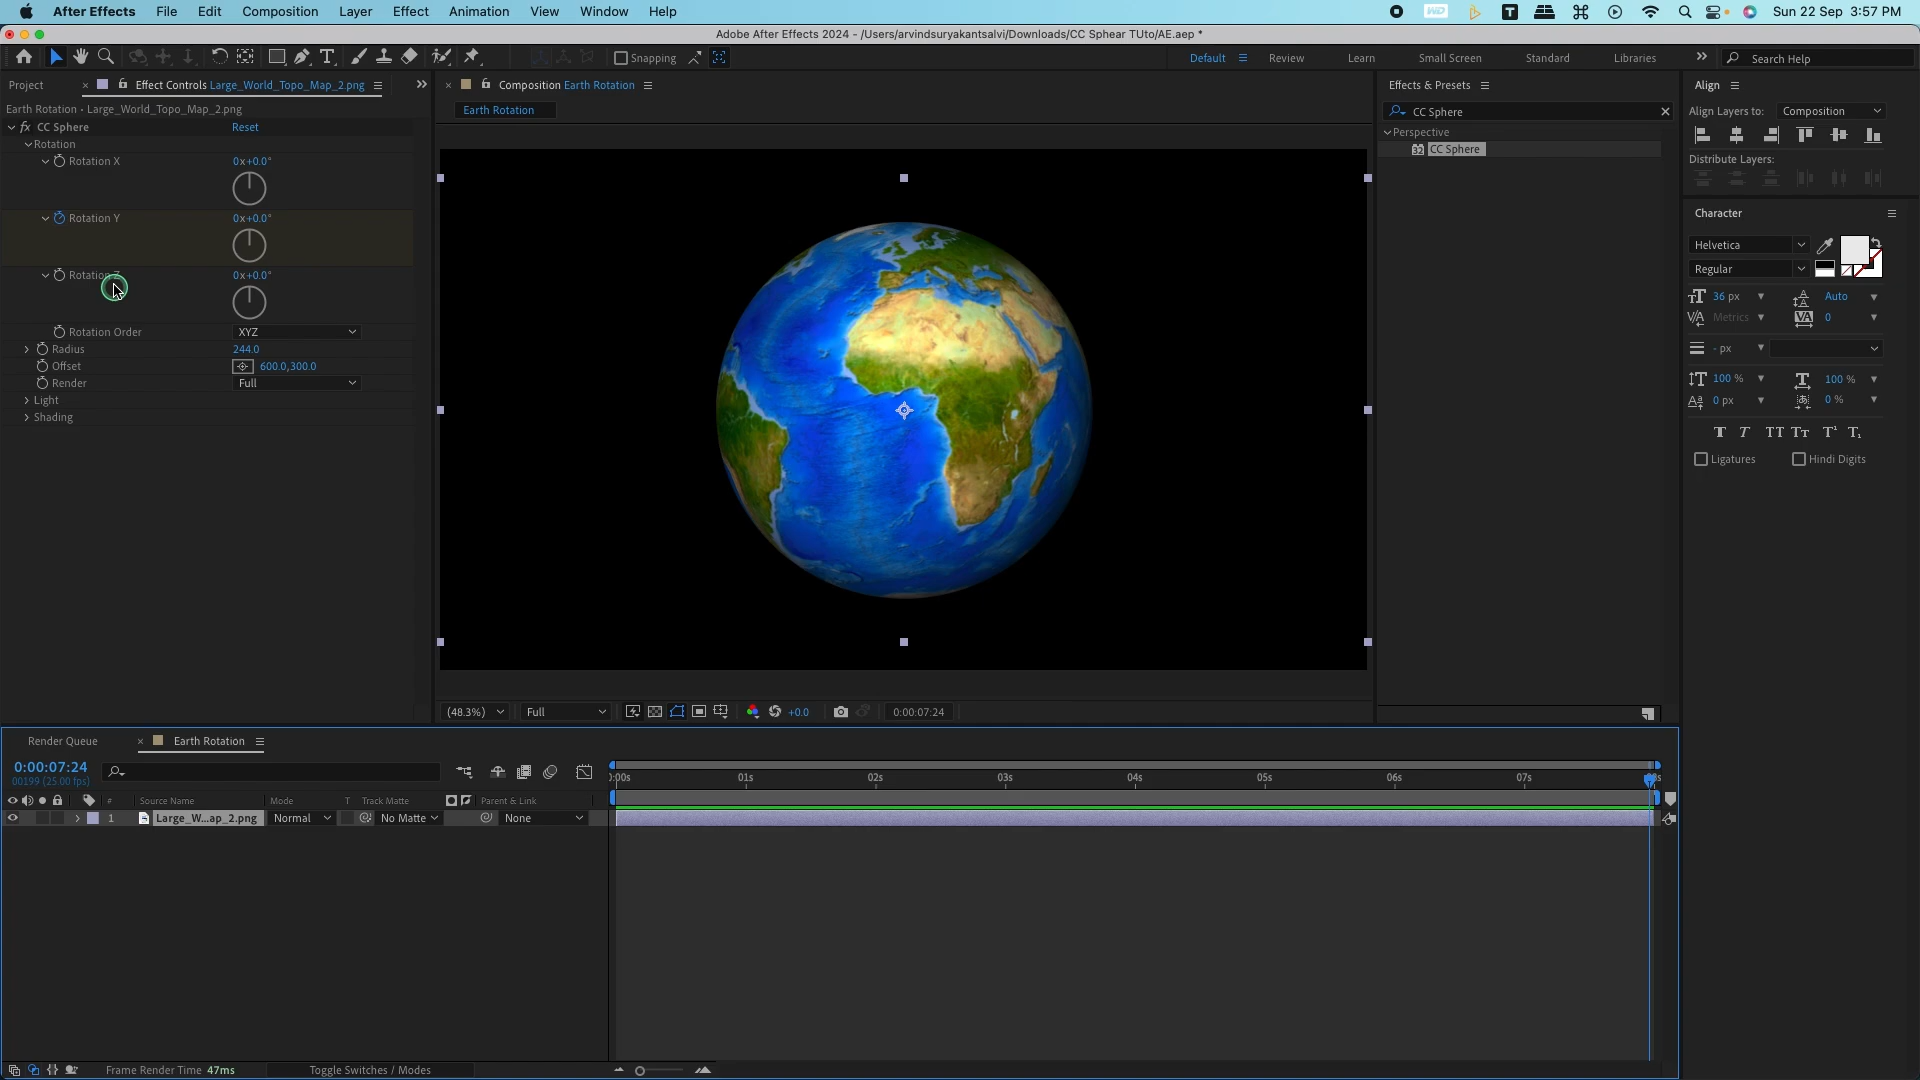 After Effects File Edit Composition Layer Effect Animation View Window Help Sun 22 Sep 3:57 PM
Adobe After Effects 2024 - /Users/arvindsuryakantsalvi/Downloads/CC Sphear TUto/AE.aep *
Snapping Default Review Learn Small Screen Standard Libraries Search Help
Project Effect Controls Large_World_Topo_Map_2.png
Earth Rotation • Large_World_Topo_Map_2.png
fx CC Sphere Reset
Rotation
Rotation X 0x+0.0°
Rotation Y 0x+0.0°
Rotation Z 0x+0.0°
Rotation Order XYZ
Radius 244.0
Offset 600.0,300.0
Render Full
Light
Shading
Composition Earth Rotation
Earth Rotation
(48.3%) Full +0.0 0:00:07:24
Effects & Presets
CC Sphere
Perspective
32 CC Sphere
Align
Align Layers to: Composition
Distribute Layers:
Character
Helvetica
Regular
36 px Auto
Metrics 0
- px
100 % 100 %
0 px 0 %
T T TT Tr T¹ T₁
Ligatures Hindi Digits
Render Queue Earth Rotation
0:00:07:24
00199 (25.00 fps)
# Source Name Mode T Track Matte Parent & Link
1 Large_W...ap_2.png Normal No Matte None
):00s 01s 02s 03s 04s 05s 06s 07s
Frame Render Time 47ms Toggle Switches / Modes